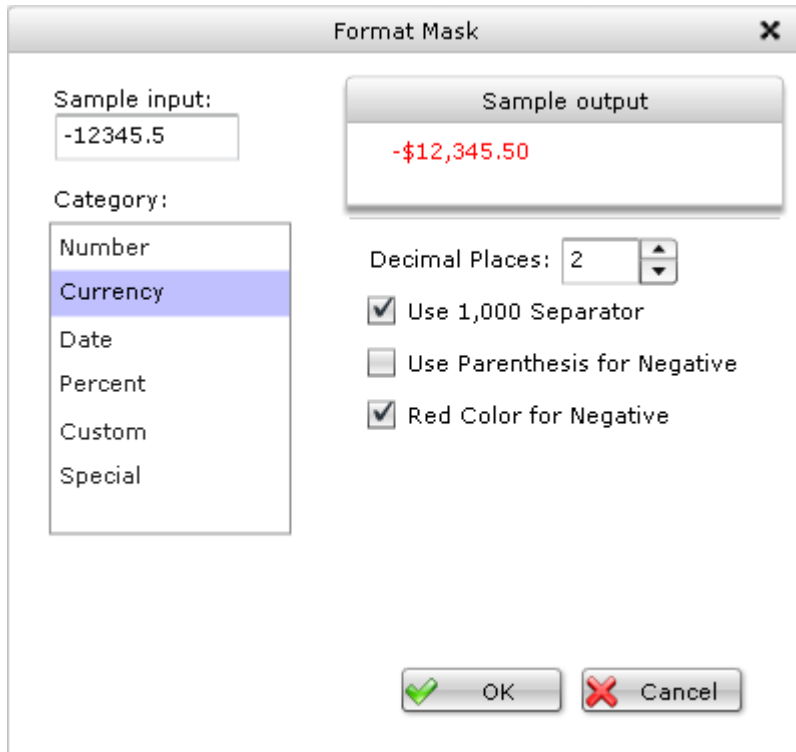 Format Mask
Sample input:
-12345.5
Sample output
-$12,345.50
Category:
Number
Currency
Date
Percent
Custom
Special
Decimal Places: 2
Use 1,000 Separator
Use Parenthesis for Negative
Red Color for Negative
OK
Cancel